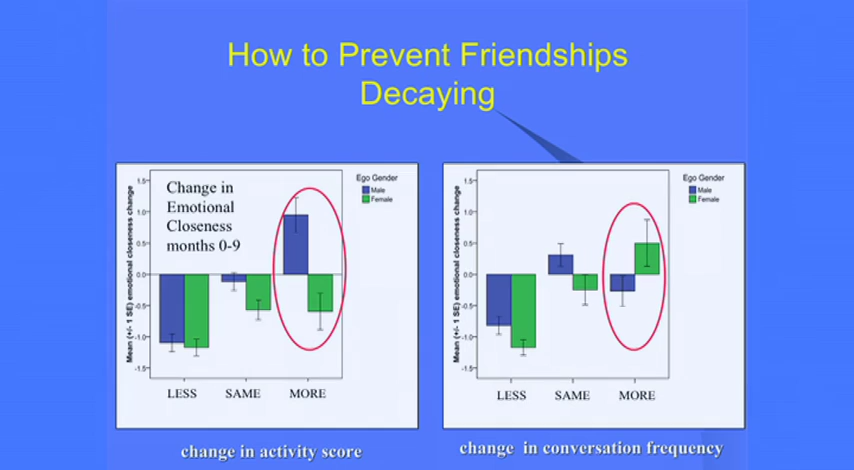 How to Prevent Friendships
Decaying
Mean (+/- 1 SE) emotional closeness change
1.5
1.0
0.5
0.0
-0.5
-1.0
-1.5
Change in
Emotional
Closeness
months 0-9
Ego Gender
Male
Female
LESS SAME MORE
change in activity score
Mean (+/- 1 SE) emotional closeness change
1.5
1.0
0.5
0.0
-0.5
-1.0
-1.5
Ego Gender
Male
Female
LESS SAME MORE
change in conversation frequency